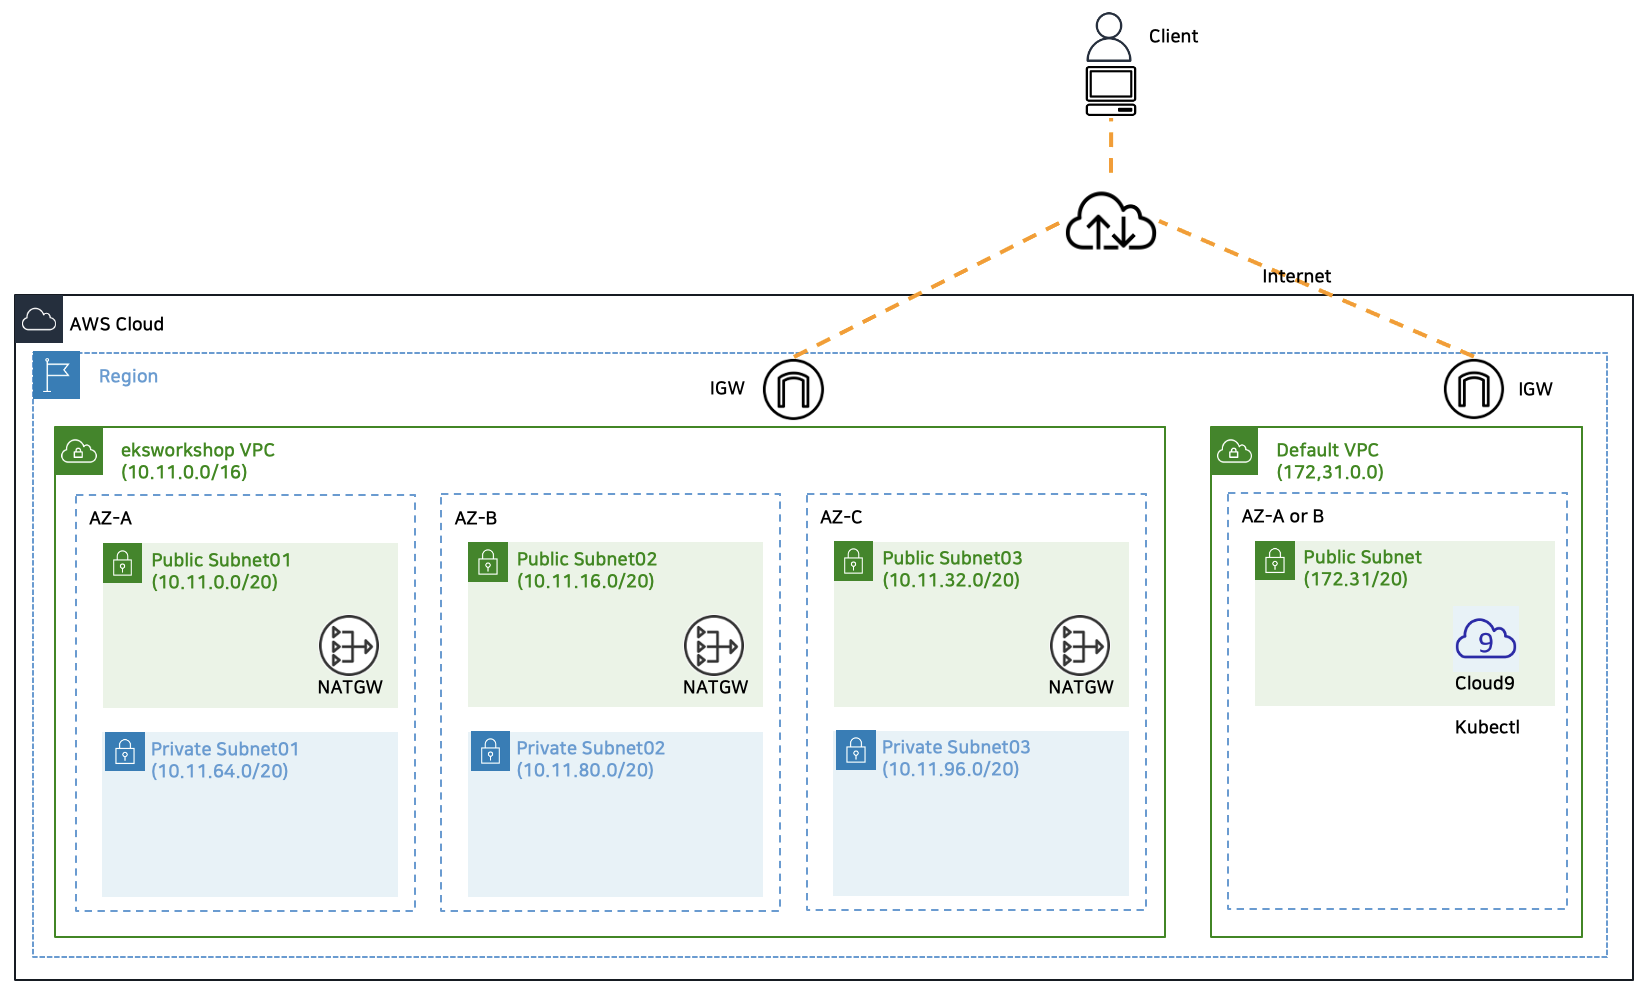 Client
Internet
AWS Cloud
Region
IGW
IGW
eksworkshop VPC
(10.11.0.0/16)
Default VPC
(172,31.0.0)
AZ-A
AZ-B
AZ-C
AZ-A or B
Public Subnet01
(10.11.0.0/20)
Public Subnet02
(10.11.16.0/20)
Public Subnet03
(10.11.32.0/20)
Public Subnet
(172.31/20)
NATGW
NATGW
NATGW
9
Cloud9
Kubectl
Private Subnet01
(10.11.64.0/20)
Private Subnet02
(10.11.80.0/20)
Private Subnet03
(10.11.96.0/20)